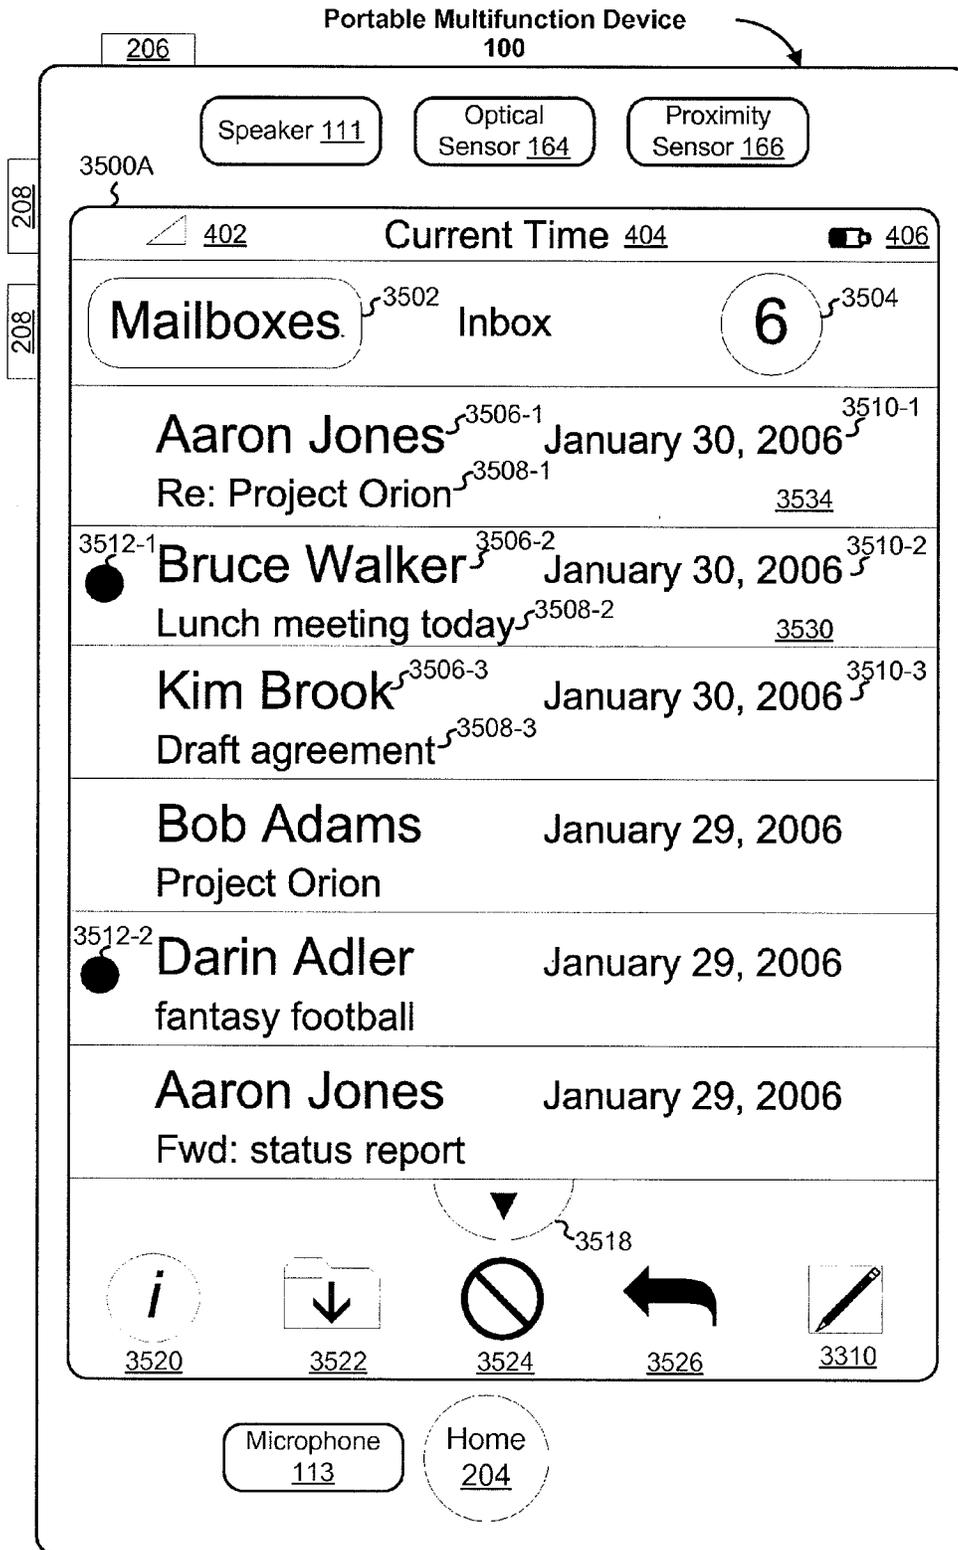 Portable Multifunction Device
100
206
Speaker 111
Optical
Sensor 164
Proximity
Sensor 166
3500A
208
208
402
Current Time 404
406
Mailboxes
3502
Inbox
6
3504
Aaron Jones 3506-1 January 30, 2006 3510-1
Re: Project Orion 3508-1
3534
3512-1
Bruce Walker 3506-2 January 30, 2006 3510-2
Lunch meeting today 3508-2
3530
Kim Brook 3506-3 January 30, 2006 3510-3
Draft agreement 3508-3
Bob Adams January 29, 2006
Project Orion
3512-2
Darin Adler January 29, 2006
fantasy football
Aaron Jones January 29, 2006
Fwd: status report
3518
i
3520 3522 3524 3526 3310
Microphone
113
Home
204